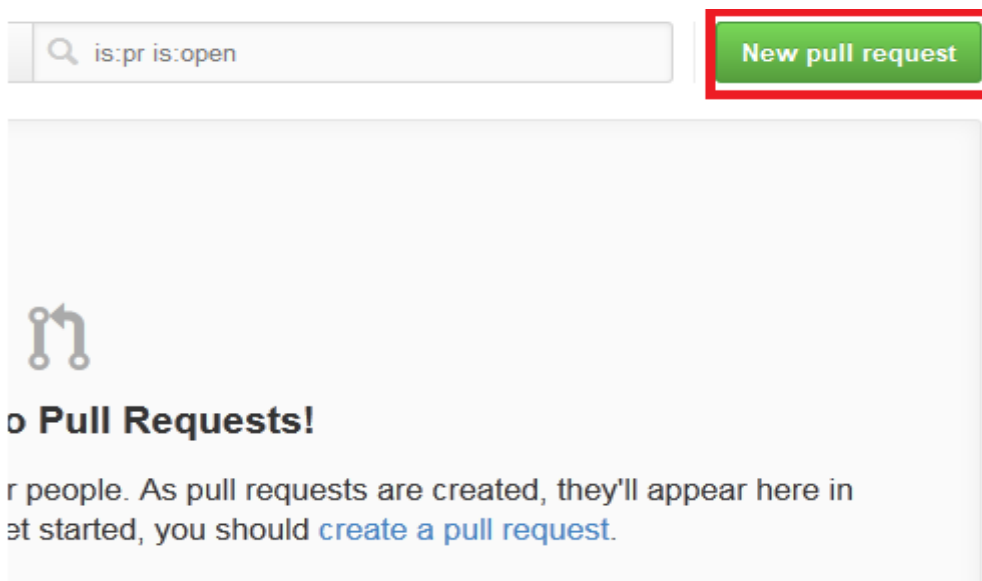 is:pr is:open
New pull request
o Pull Requests!
r people. As pull requests are created, they'll appear here in
et started, you should create a pull request.